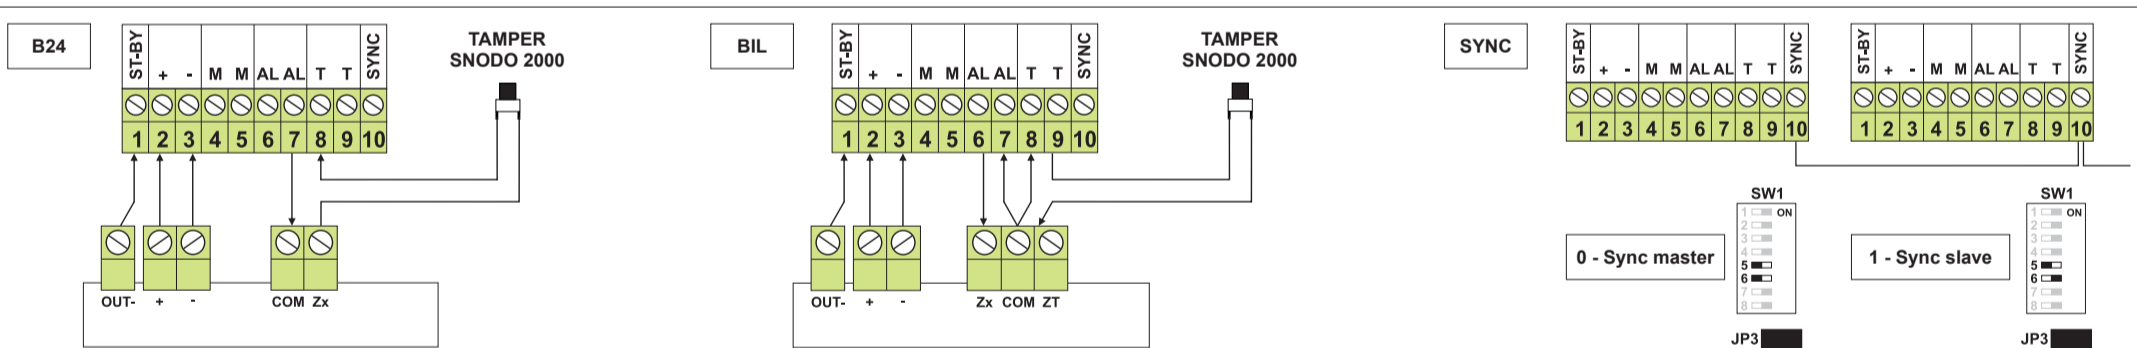 B24
ST-BY + - M M AL AL T T SYNC
1 2 3 4 5 6 7 8 9 10
TAMPER
SNODO 2000
OUT- + - COM Zx
BIL
ST-BY + - M M AL AL T T SYNC
1 2 3 4 5 6 7 8 9 10
TAMPER
SNODO 2000
OUT- + - Zx COM ZT
SYNC
ST-BY + - M M AL AL T T SYNC
1 2 3 4 5 6 7 8 9 10
0 - Sync master
SW1
1 ON
2
3
4
5
6
7
8
JP3
ST-BY + - M M AL AL T T SYNC
1 2 3 4 5 6 7 8 9 10
1 - Sync slave
SW1
1 ON
2
3
4
5
6
7
8
JP3